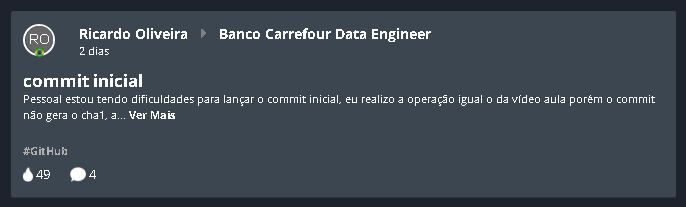 RO
Ricardo Oliveira Banco Carrefour Data Engineer
2 dias
commit inicial
Pessoal estou tendo dificuldades para lançar o commit inicial, eu realizo a operação igual o da vídeo aula porém o commit
não gera o cha1, a... Ver Mais
#GitHub
49 4